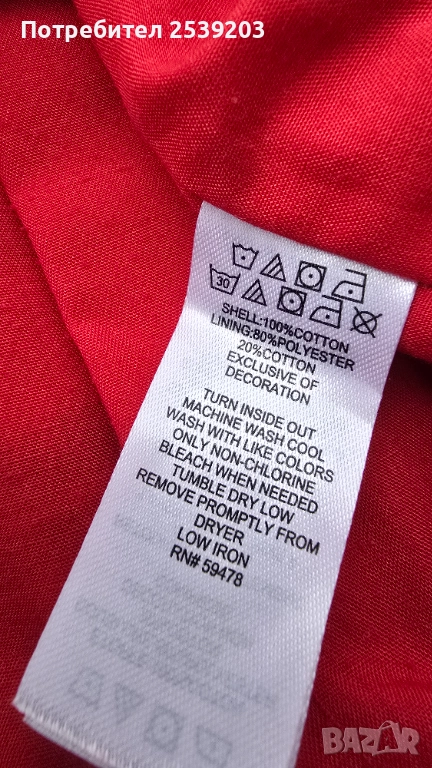 Потребител 2539203
30
SHELL:100%COTTON
LINING:80%POLYESTER
20%COTTON
EXCLUSIVE OF
DECORATION
TURN INSIDE OUT
MACHINE WASH COOL
WASH WITH LIKE COLORS
ONLY NON-CHLORINE
BLEACH WHEN NEEDED
TUMBLE DRY LOW
REMOVE PROMPTLY FROM
DRYER
LOW IRON
RN# 59478
BAZAR